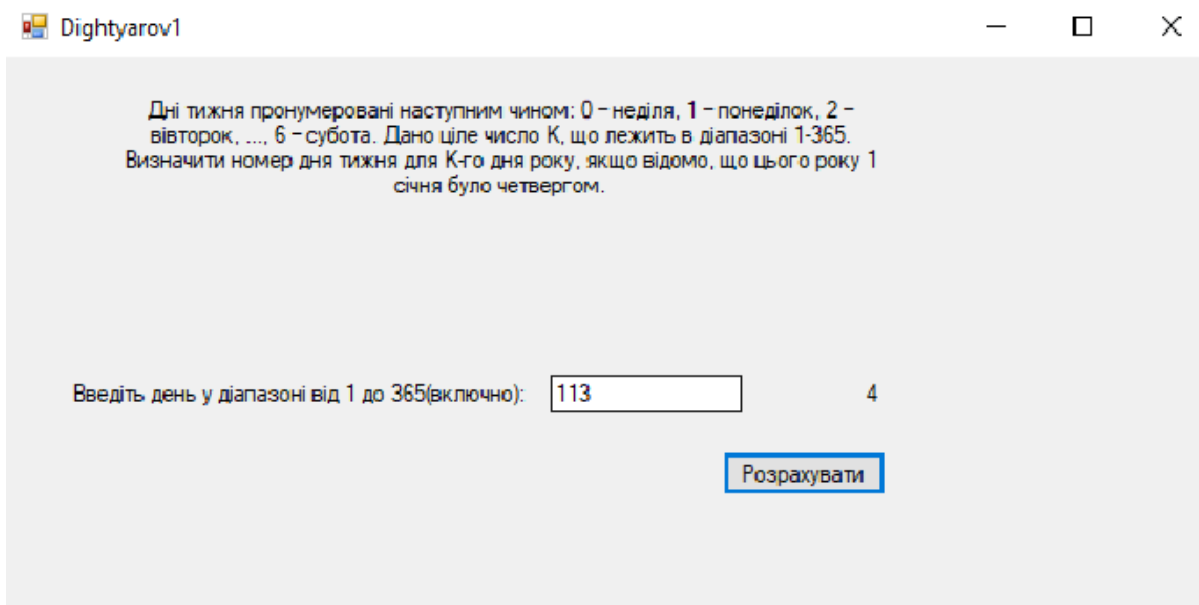 Dightyarov1
Дні тижня пронумеровані наступним чином: 0 – неділя, 1 – понеділок, 2 –
вівторок, ..., 6 – субота. Дано ціле число K, що лежить в діапазоні 1-365.
Визначити номер дня тижня для K-го дня року, якщо відомо, що цього року 1
січня було четвергом.
Введіть день у діапазоні від 1 до 365(включно): 113 4
Розрахувати